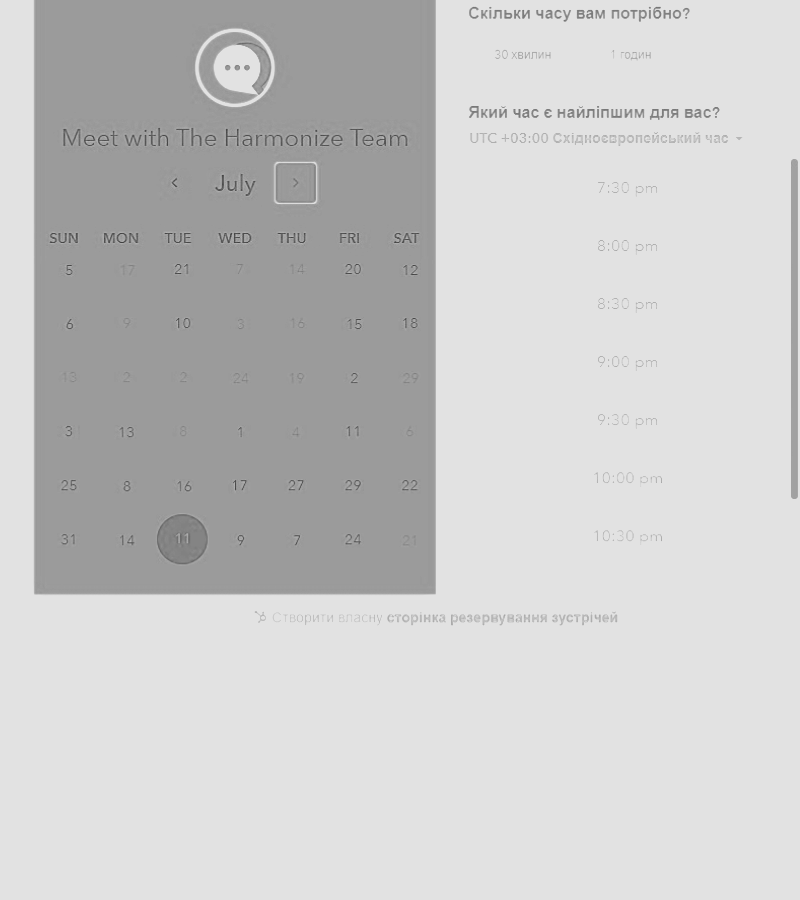 Meet with The Harmonize Team
July
SUN MON TUE WED THU FRI SAT
5 17 21 7 14 20 12
6 9 10 3 16 15 18
13 2 2 24 19 2 29
3 13 8 1 4 11 6
25 8 16 17 27 29 22
31 14 11 9 7 24 21
Скільки часу вам потрібно?
30 хвилин 1 годин
Який час є найліпшим для вас?
UTC +03:00 Східноєвропейський час
7:30 pm
8:00 pm
8:30 pm
9:00 pm
9:30 pm
10:00 pm
10:30 pm
Створити власну сторінка резервування зустрічей